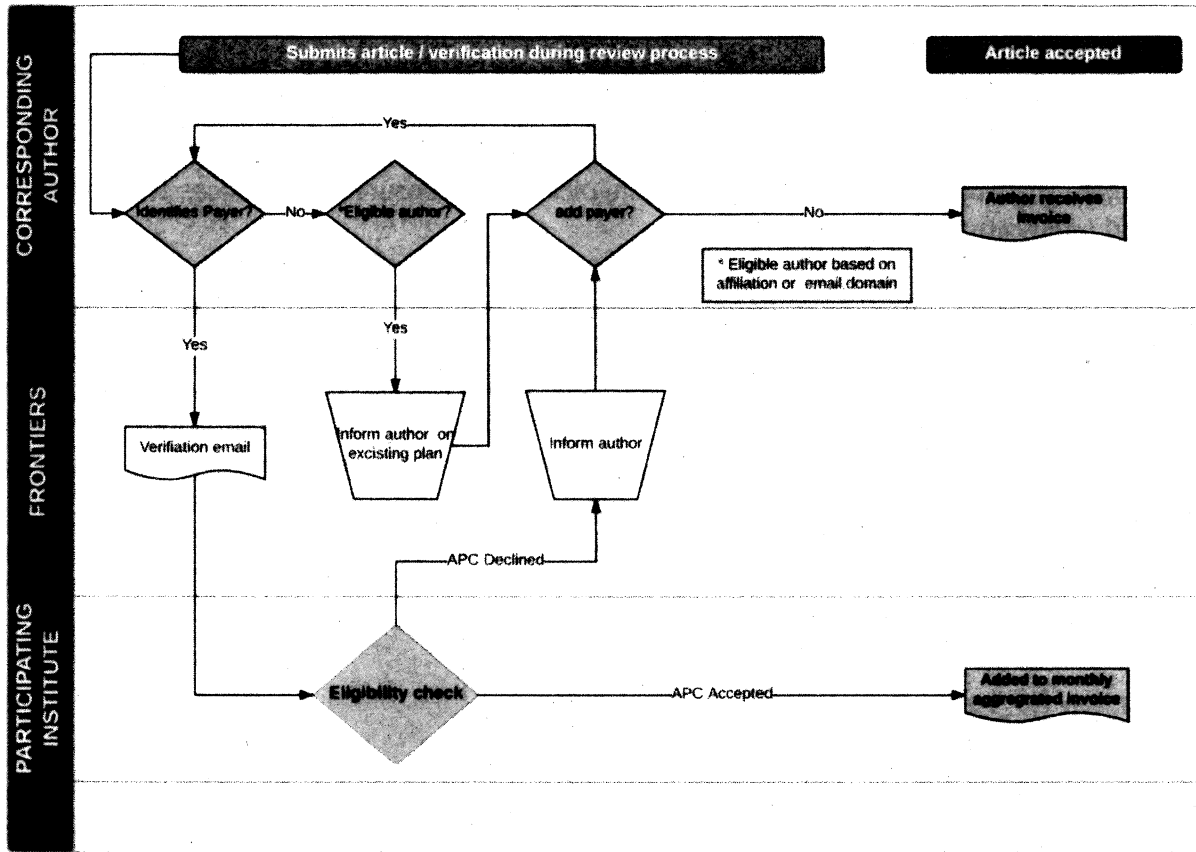 Submits article / verification during review process
Article accepted
CORRESPONDING
AUTHOR
Yes
Identifies Payer?
No
*Eligible author?
add payer?
No
Author receives
invoice
* Eligible author based on
affiliation or email domain
FRONTIERS
Yes
Yes
Verifiation email
Inform author on
excisting plan
Inform author
APC Declined
PARTICIPATING
INSTITUTE
Eligibility check
APC Accepted
Added to monthly
aggregrated invoice